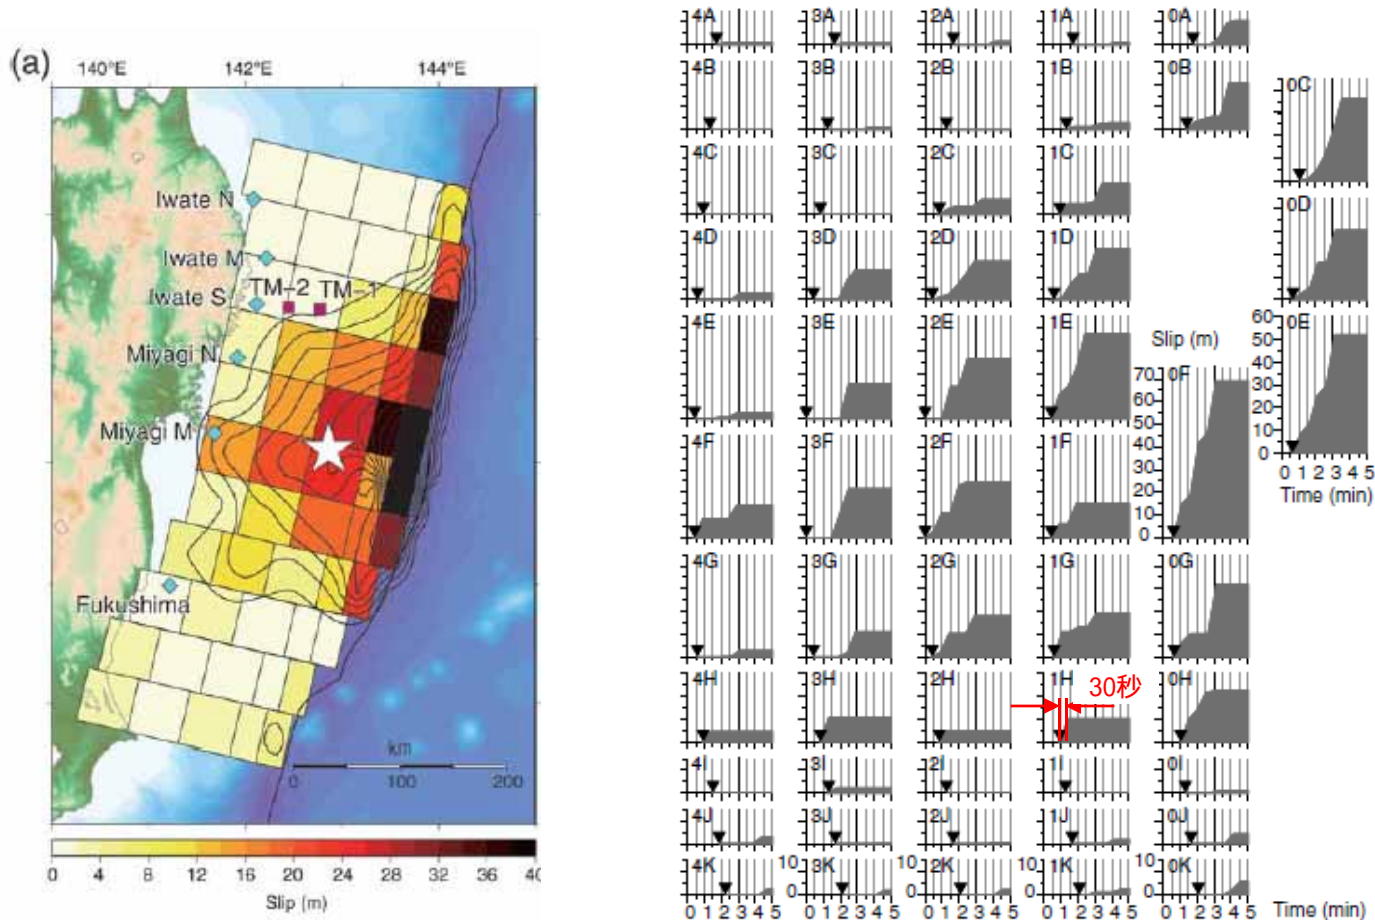 (a)
140°E 142°E 144°E
Iwate N
Iwate M
TM-2 TM-1
Iwate S
Miyagi N
Miyagi M
Fukushima
km
0 100 200
0 4 8 12 16 20 24 28 32 36 40
Slip (m)
4A 3A 2A 1A 0A
4B 3B 2B 1B 0B
0C
4C 3C 2C 1C
0D
4D 3D 2D 1D
4E 3E 2E 1E
Slip (m)
60
50
40
30
20
10
0
0E
0 1 2 3 4 5
Time (min)
70
60
50
40
30
20
10
0
0F
4F 3F 2F 1F
4G 3G 2G 1G 0G
4H 3H 2H 1H 0H
30秒
4I 3I 2I 1I 0I
4J 3J 2J 1J 0J
4K 10 3K 10 2K 10 1K 10 0K
0 0 0 0
0 1 2 3 4 5 0 1 2 3 4 5 0 1 2 3 4 5 0 1 2 3 4 5 0 1 2 3 4 5 Time (min)